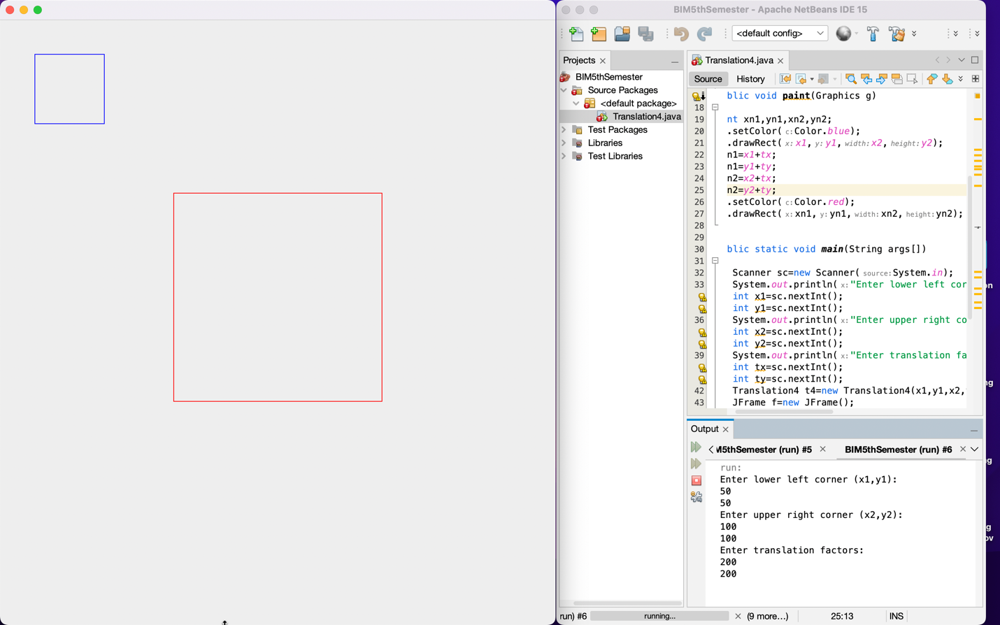 BIM5thSemester - Apache NetBeans IDE 15
<default config>
Projects
Translation4.java
Source
History
BIM5thSemester
Source Packages
<default package>
Translation4.java
Test Packages
Libraries
Test Libraries
blic void paint(Graphics g)
18
19 nt xn1,yn1,xn2,yn2;
20 .setColor(c:Color.blue);
21 .drawRect(x:x1, y:y1, width:x2, height:y2);
22 n1=x1+tx;
23 n1=y1+ty;
24 n2=x2+tx;
25 n2=y2+ty;
26 .setColor(c:Color.red);
27 .drawRect(x:xn1, y:yn1, width:xn2, height:yn2);
28
29
30 blic static void main(String args[])
31
32 Scanner sc=new Scanner(source:System.in);
33 System.out.println(x:"Enter lower left cor
int x1=sc.nextInt();
int y1=sc.nextInt();
36 System.out.println(x:"Enter upper right co
int x2=sc.nextInt();
int y2=sc.nextInt();
39 System.out.println(x:"Enter translation fa
int tx=sc.nextInt();
int ty=sc.nextInt();
42 Translation4 t4=new Translation4(x1,y1,x2,
43 JFrame f=new JFrame();
Output
M5thSemester (run) #5
BIM5thSemester (run) #6
run:
Enter lower left corner (x1,y1):
50
50
Enter upper right corner (x2,y2):
100
100
Enter translation factors:
200
200
run) #6
running...
(9 more...)
25:13
INS
on
ng
g
g
ov